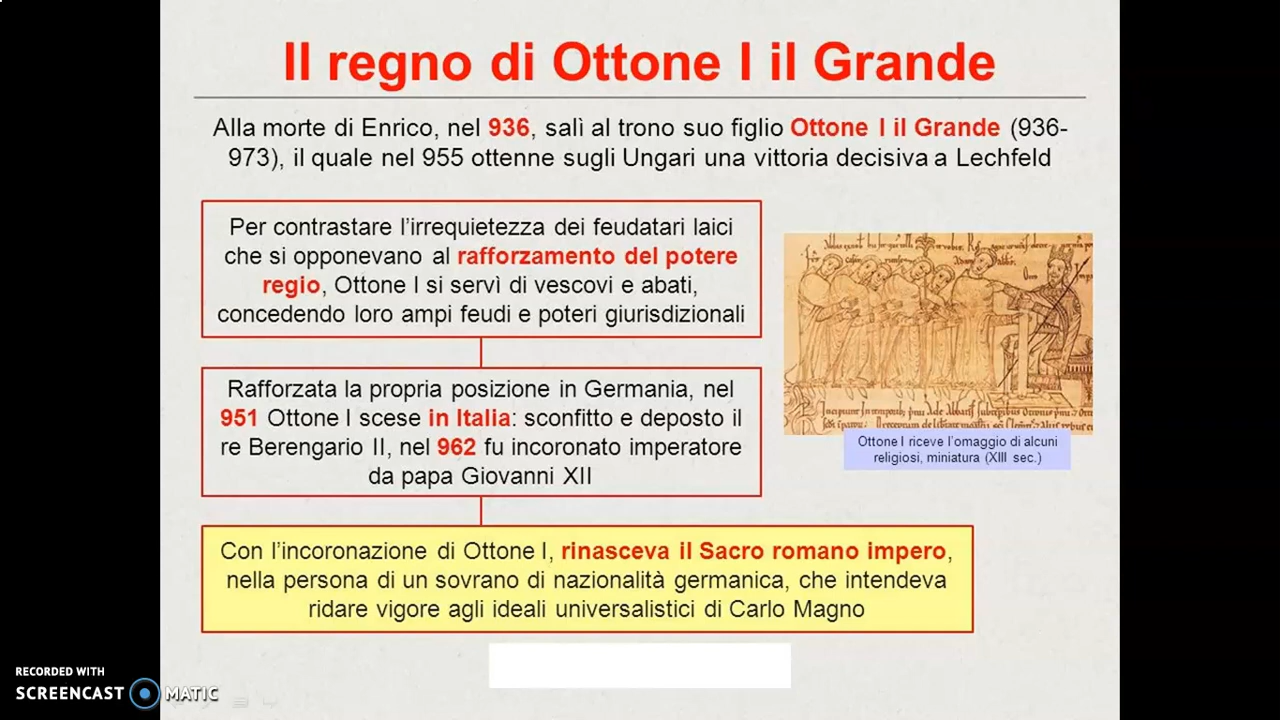 Il regno di Ottone I il Grande
Alla morte di Enrico, nel 936, salì al trono suo figlio Ottone I il Grande (936-
973), il quale nel 955 ottenne sugli Ungari una vittoria decisiva a Lechfeld
Per contrastare l’irrequietezza dei feudatari laici
che si opponevano al rafforzamento del potere
regio, Ottone I si servì di vescovi e abati,
concedendo loro ampi feudi e poteri giurisdizionali
Rafforzata la propria posizione in Germania, nel
951 Ottone I scese in Italia: sconfitto e deposto il
re Berengario II, nel 962 fu incoronato imperatore
da papa Giovanni XII
Ottone I riceve l’omaggio di alcuni
religiosi, miniatura (XIII sec.)
Con l’incoronazione di Ottone I, rinasceva il Sacro romano impero,
nella persona di un sovrano di nazionalità germanica, che intendeva
ridare vigore agli ideali universalistici di Carlo Magno
RECORDED WITH
SCREENCAST MATIC